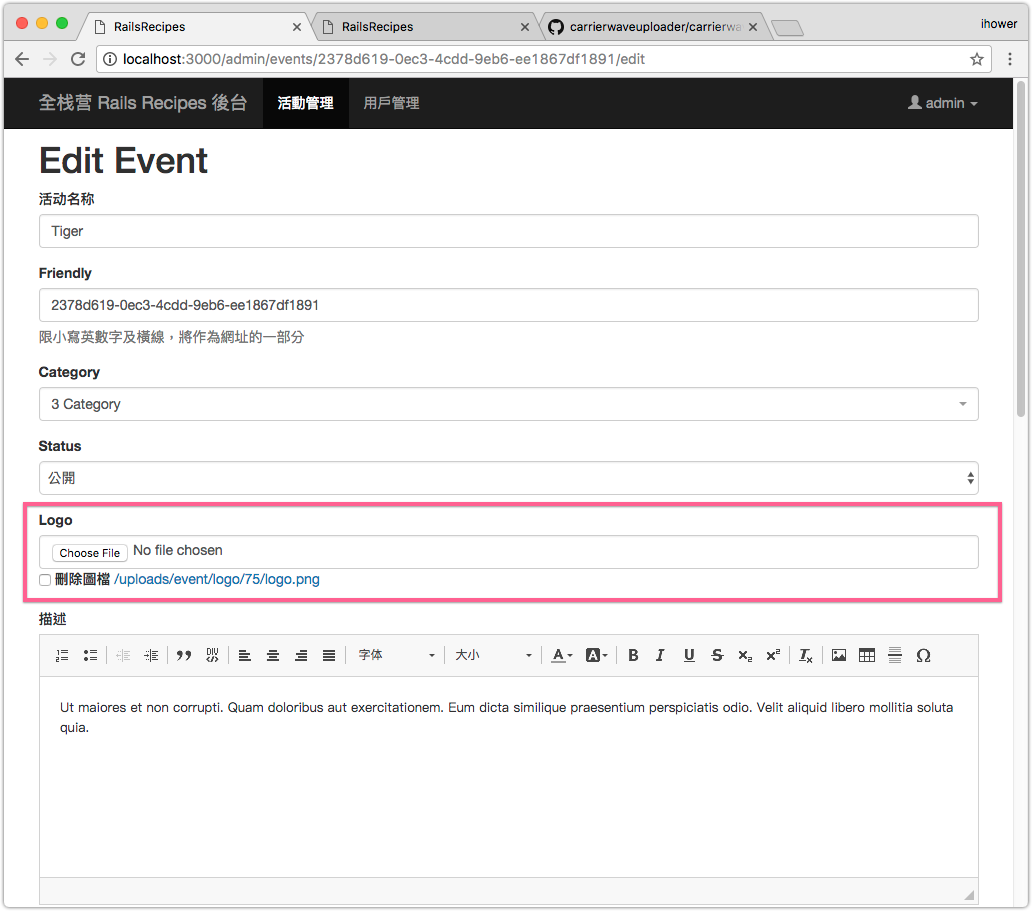 RailsRecipes
RailsRecipes
carrierwaveuploader/carrierwa
ihower
localhost:3000/admin/events/2378d619-0ec3-4cdd-9eb6-ee1867df1891/edit
全栈营 Rails Recipes 後台
活動管理
用戶管理
admin
Edit Event
活动名称
Tiger
Friendly
2378d619-0ec3-4cdd-9eb6-ee1867df1891
限小寫英數字及橫線，將作為網址的一部分
Category
3 Category
Status
公開
Logo
Choose File No file chosen
刪除圖檔 /uploads/event/logo/75/logo.png
描述
字体
大小
Ut maiores et non corrupti. Quam doloribus aut exercitationem. Eum dicta similique praesentium perspiciatis odio. Velit aliquid libero mollitia soluta
quia.